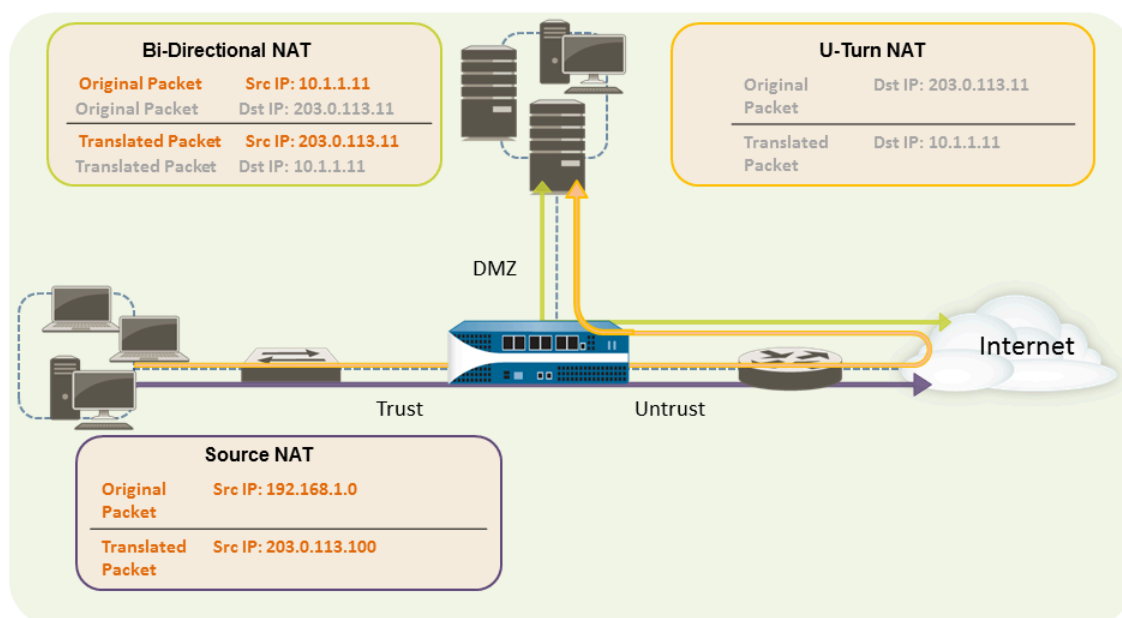 Bi-Directional NAT
Original Packet Src IP: 10.1.1.11
Original Packet Dst IP: 203.0.113.11
Translated Packet Src IP: 203.0.113.11
Translated Packet Dst IP: 10.1.1.11
U-Turn NAT
Original Dst IP: 203.0.113.11
Packet
Translated Dst IP: 10.1.1.11
Packet
DMZ
Internet
Trust
Untrust
Source NAT
Original Src IP: 192.168.1.0
Packet
Translated Src IP: 203.0.113.100
Packet